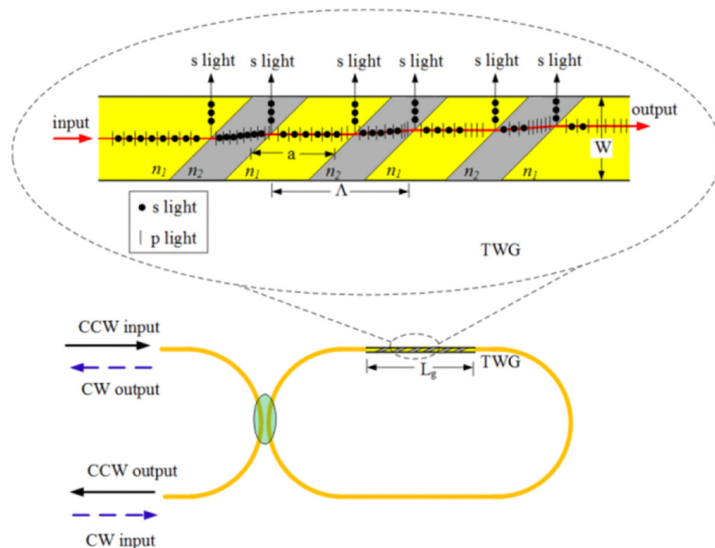 s light s light s light s light s light s light
input
output
a
W
n1 n2 n1 n2 n1 n2 n1
Λ
s light
p light
TWG
CCW input
CW output
TWG
Lg
CCW output
CW input